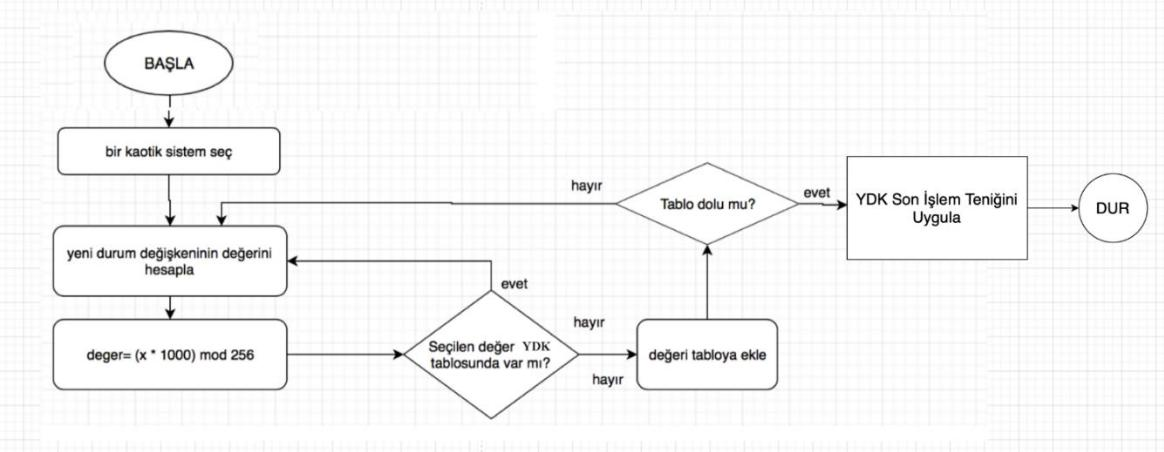 BAŞLA
bir kaotik sistem seç
yeni durum değişkeninin değerini
hesapla
deger= (x * 1000) mod 256
evet
Seçilen değer YDK
tablosunda var mı?
hayır
hayır
değeri tabloya ekle
hayır
Tablo dolu mu?
evet
YDK Son İşlem Teniğini
Uygula
DUR